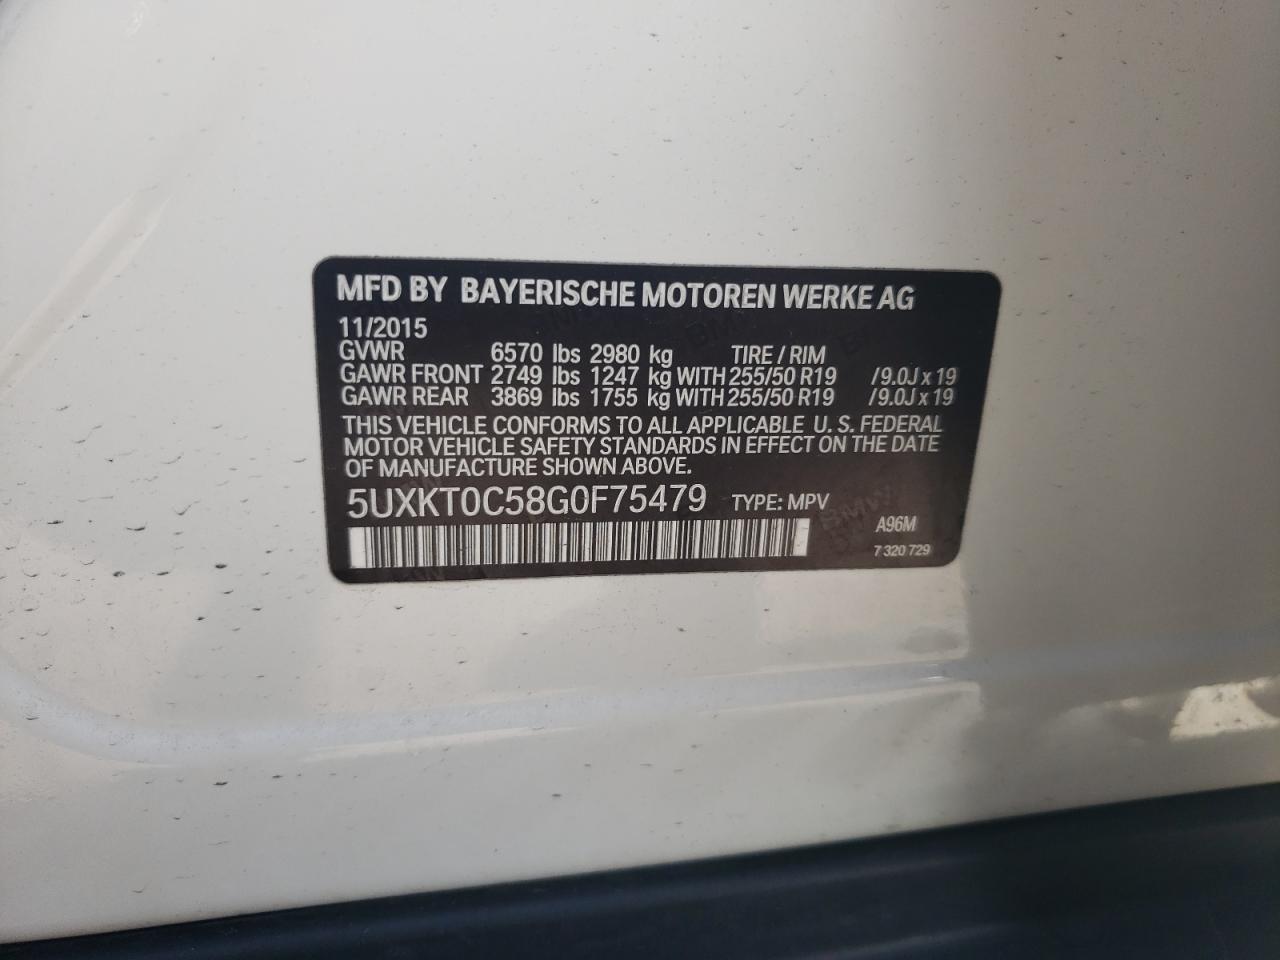 MFD BY BAYERISCHE MOTOREN WERKE AG
11/2015
GVWR 6570 lbs 2980 kg TIRE / RIM
GAWR FRONT 2749 lbs 1247 kg WITH 255/50 R19 /9.0J x 19
GAWR REAR 3869 lbs 1755 kg WITH 255/50 R19 /9.0J x 19
THIS VEHICLE CONFORMS TO ALL APPLICABLE U. S. FEDERAL
MOTOR VEHICLE SAFETY STANDARDS IN EFFECT ON THE DATE
OF MANUFACTURE SHOWN ABOVE.
5UXKT0C58G0F75479 TYPE: MPV
A96M
7 320 729